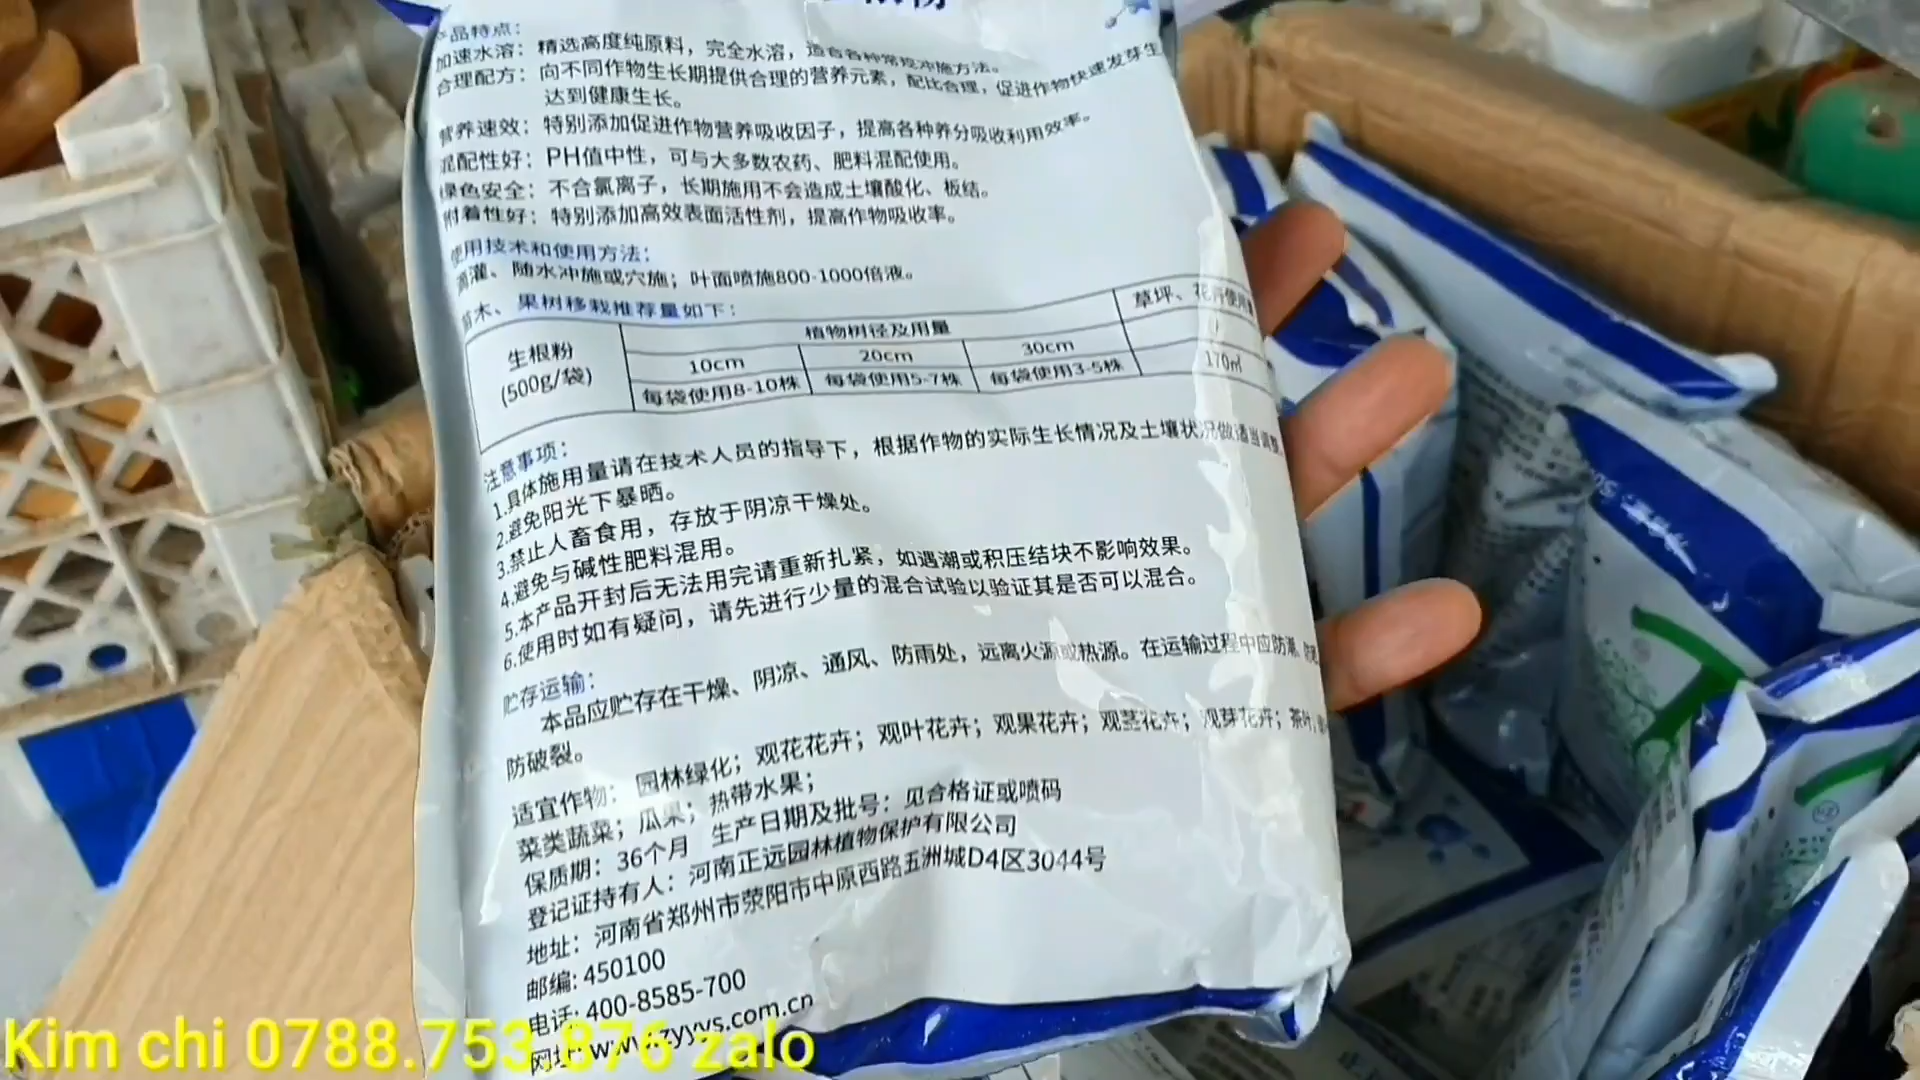 产品特点：
加速水溶：精选高度纯原料，完全水溶，适合各种常规冲施方法。
合理配方：向不同作物生长期提供合理的营养元素，配比合理，促进作物快速发芽生
达到健康生长。
营养速效：特别添加促进作物营养吸收因子，提高各种养分吸收利用效率。
混配性好：PH值中性，可与大多数农药、肥料混配使用。
绿色安全：不含氯离子，长期施用不会造成土壤酸化、板结。
附着性好：特别添加高效表面活性剂，提高作物吸收率。
使用技术和使用方法：
滴灌、随水冲施或穴施；叶面喷施800-1000倍液。
苗木、果树移栽推荐量如下：
生根粉
(500g/袋)
植物树径及用量
草坪、花卉使用
10cm 20cm 30cm
每袋使用8-10株 每袋使用5-7株 每袋使用3-5株 170㎡
注意事项：
1.具体施用量请在技术人员的指导下，根据作物的实际生长情况及土壤状况做适当调整
2.避免阳光下暴晒。
3.禁止人畜食用，存放于阴凉干燥处。
4.避免与碱性肥料混用。
5.本产品开封后无法用完请重新扎紧，如遇潮或积压结块不影响效果。
6.使用时如有疑问，请先进行少量的混合试验以验证其是否可以混合。
贮存运输：
本品应贮存在干燥、阴凉、通风、防雨处，远离火源或热源。在运输过程中应防潮
防破裂。
适宜作物：园林绿化；观花花卉；观叶花卉；观果花卉；观茎花卉；观芽花卉；茶叶
菜类蔬菜；瓜果；热带水果；
保质期：36个月 生产日期及批号：见合格证或喷码
登记证持有人：河南正远园林植物保护有限公司
地址：河南省郑州市荥阳市中原西路五洲城D4区3044号
邮编: 450100
电话: 400-8585-700
网址:
Kim chi 0788.753.876 zalo